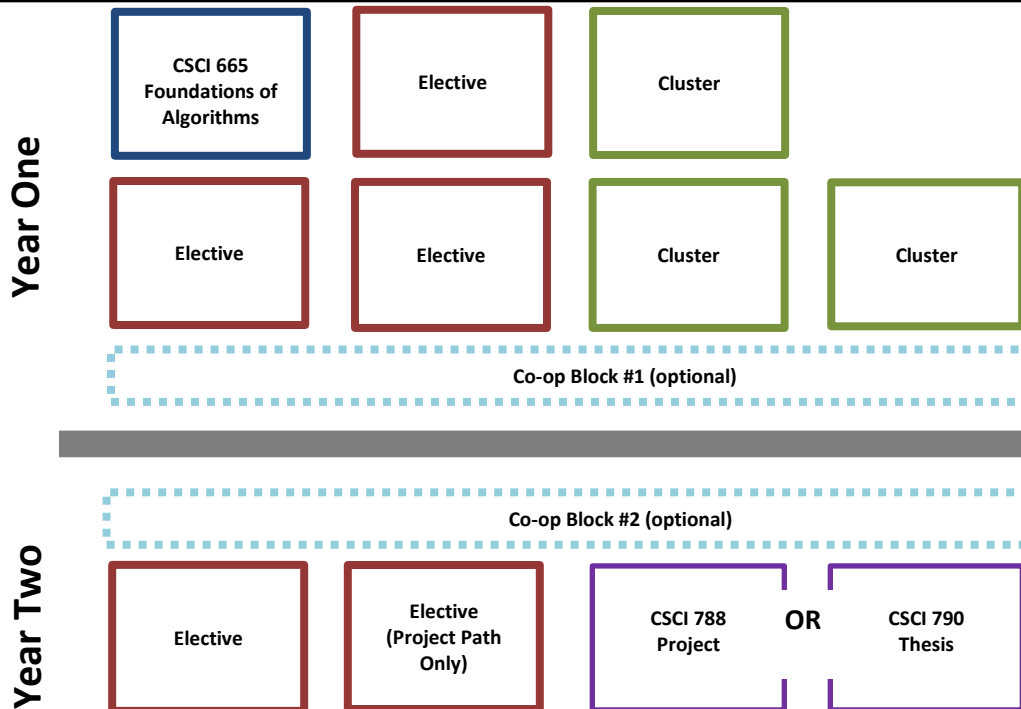 Year One
CSCI 665
Foundations of
Algorithms
Elective
Cluster
Elective
Elective
Cluster
Cluster
Co-op Block #1 (optional)
Year Two
Co-op Block #2 (optional)
Elective
Elective
(Project Path
Only)
CSCI 788
Project
OR
CSCI 790
Thesis